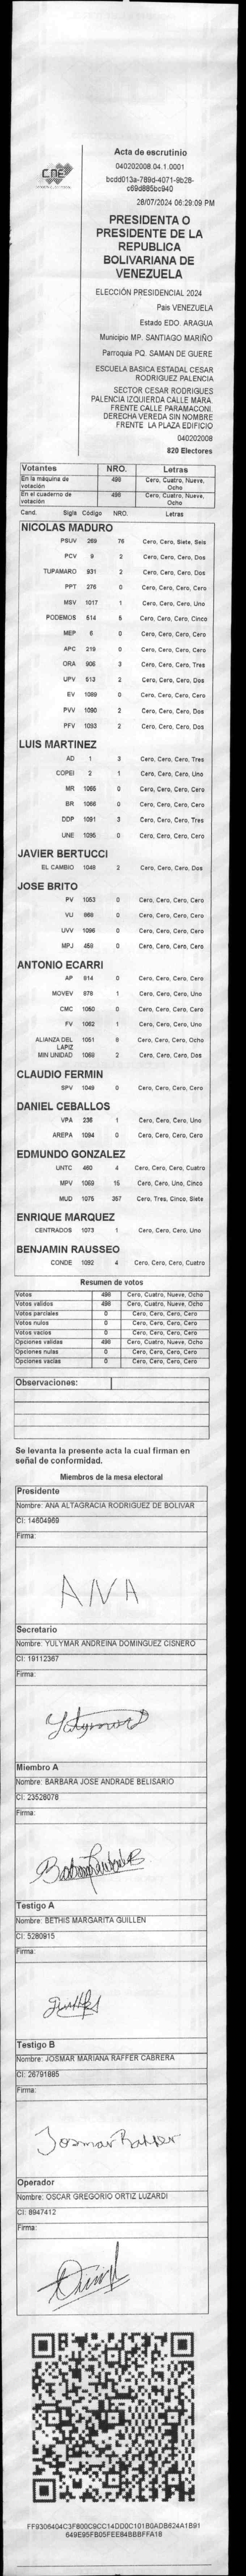 CNE
Acta de escrutinio
040202008.04.1.0001
bcdd013a-789d-4071-9b28-
c69d885bc940
28/07/2024 06:29:09 PM
PRESIDENTA O
PRESIDENTE DE LA
REPUBLICA
BOLIVARIANA DE
VENEZUELA
ELECCIÓN PRESIDENCIAL 2024
País VENEZUELA
Estado EDO. ARAGUA
Municipio MP. SANTIAGO MARIÑO
Parroquia PQ. SAMAN DE GUERE
ESCUELA BASICA ESTADAL CESAR
RODRIGUEZ PALENCIA
SECTOR CESAR RODRIGUES
PALENCIA IZQUIERDA CALLE MARA.
FRENTE CALLE PARAMACONI.
DERECHA VEREDA SIN NOMBRE
FRENTE LA PLAZA EDIFICIO
040202008
820 Electores
Votantes NRO. Letras
En la máquina de votación 498 Cero, Cuatro, Nueve, Ocho
En el cuaderno de votación 498 Cero, Cuatro, Nueve, Ocho
Cand. Sigla Código NRO. Letras
NICOLAS MADURO
PSUV 269 76 Cero, Cero, Siete, Seis
PCV 9 2 Cero, Cero, Cero, Dos
TUPAMARO 931 2 Cero, Cero, Cero, Dos
PPT 276 0 Cero, Cero, Cero, Cero
MSV 1017 1 Cero, Cero, Cero, Uno
PODEMOS 514 5 Cero, Cero, Cero, Cinco
MEP 6 0 Cero, Cero, Cero, Cero
APC 219 0 Cero, Cero, Cero, Cero
ORA 906 3 Cero, Cero, Cero, Tres
UPV 513 2 Cero, Cero, Cero, Dos
EV 1089 0 Cero, Cero, Cero, Cero
PVV 1090 2 Cero, Cero, Cero, Dos
PFV 1093 2 Cero, Cero, Cero, Dos
LUIS MARTINEZ
AD 1 3 Cero, Cero, Cero, Tres
COPEI 2 1 Cero, Cero, Cero, Uno
MR 1065 0 Cero, Cero, Cero, Cero
BR 1066 0 Cero, Cero, Cero, Cero
DDP 1091 3 Cero, Cero, Cero, Tres
UNE 1095 0 Cero, Cero, Cero, Cero
JAVIER BERTUCCI
EL CAMBIO 1048 2 Cero, Cero, Cero, Dos
JOSE BRITO
PV 1053 0 Cero, Cero, Cero, Cero
VU 868 0 Cero, Cero, Cero, Cero
UVV 1096 0 Cero, Cero, Cero, Cero
MPJ 459 0 Cero, Cero, Cero, Cero
ANTONIO ECARRI
AP 814 0 Cero, Cero, Cero, Cero
MOVEV 978 1 Cero, Cero, Cero, Uno
CMC 1050 0 Cero, Cero, Cero, Cero
FV 1062 1 Cero, Cero, Cero, Uno
ALIANZA DEL LAPIZ 1051 8 Cero, Cero, Cero, Ocho
MIN UNIDAD 1069 2 Cero, Cero, Cero, Dos
CLAUDIO FERMIN
SPV 1049 0 Cero, Cero, Cero, Cero
DANIEL CEBALLOS
VPA 236 1 Cero, Cero, Cero, Uno
AREPA 1094 0 Cero, Cero, Cero, Cero
EDMUNDO GONZALEZ
UNTC 460 4 Cero, Cero, Cero, Cuatro
MPV 15 Cero, Cero, Uno, Cinco
MUD 1075 357 Cero, Tres, Cinco, Siete
ENRIQUE MARQUEZ
CENTRADOS 1073 1 Cero, Cero, Cero, Uno
BENJAMIN RAUSSEO
CONDE 1092 4 Cero, Cero, Cero, Cuatro
Resumen de votos
Votos 498 Cero, Cuatro, Nueve, Ocho
Votos validos 498 Cero, Cuatro, Nueve, Ocho
Votos parciales 0 Cero, Cero, Cero, Cero
Votos nulos 0 Cero, Cero, Cero, Cero
Votos vacios 0 Cero, Cero, Cero, Cero
Opciones validas 498 Cero, Cuatro, Nueve, Ocho
Opciones nulas 0 Cero, Cero, Cero, Cero
Opciones vacias 0 Cero, Cero, Cero, Cero
Observaciones:
Se levanta la presente acta la cual firman en
señal de conformidad.
Miembros de la mesa electoral
Presidente
Nombre: ANA ALTAGRACIA RODRIGUEZ DE BOLIVAR
CI: 14604969
Firma:
ANA
Secretario
Nombre: YULYMAR ANDREINA DOMINGUEZ CISNERO
CI: 19112367
Firma:
Miembro A
Nombre: BARBARA JOSE ANDRADE BELISARIO
CI: 23528078
Firma:
Testigo A
Nombre: BETHIS MARGARITA GUILLEN
CI: 5280915
Firma:
Testigo B
Nombre: JOSMAR MARIANA RAFFER CABRERA
CI: 26791885
Firma:
Josmar Raffer
Operador
Nombre: OSCAR GREGORIO ORTIZ LUZARDI
CI: 8947412
Firma:
FF9306404C3FB00C9CC14DD0C101B0ADB624A1B91
649E95FB05FEE84BBBFFA18